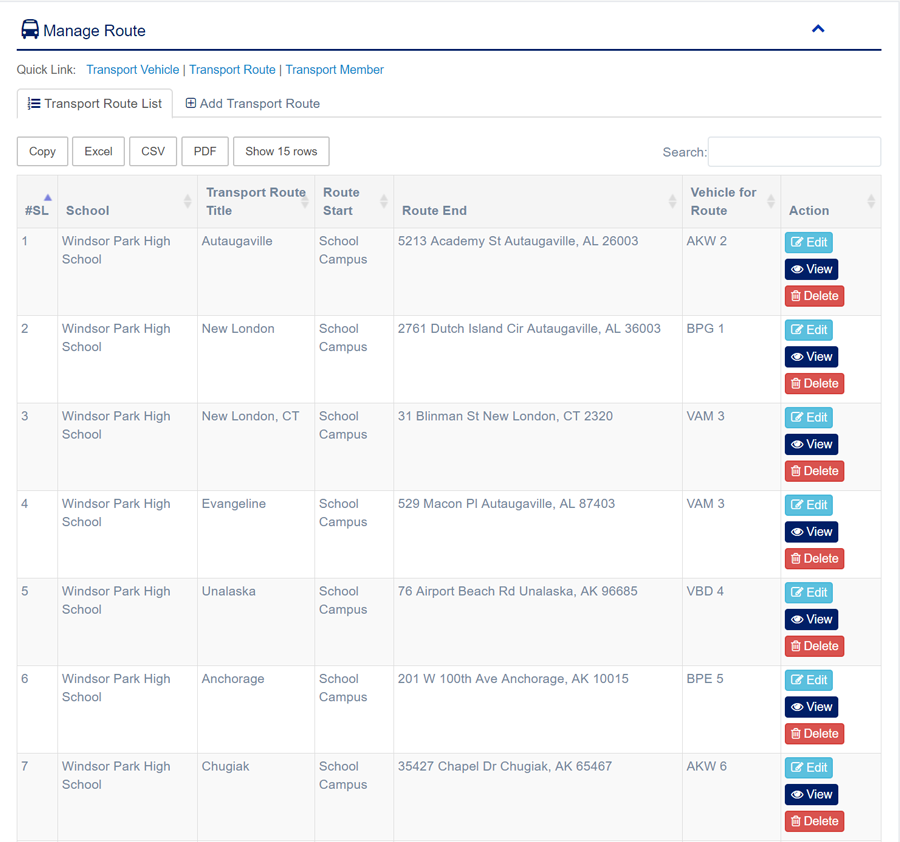 Manage Route
Quick Link: Transport Vehicle | Transport Route | Transport Member
Transport Route List Add Transport Route
Copy Excel CSV PDF Show 15 rows Search:
#SL School Transport Route Title Route Start Route End Vehicle for Route Action
1 Windsor Park High School Autaugaville School Campus 5213 Academy St Autaugaville, AL 26003 AKW 2 Edit
View
Delete
2 Windsor Park High School New London School Campus 2761 Dutch Island Cir Autaugaville, AL 36003 BPG 1 Edit
View
Delete
3 Windsor Park High School New London, CT School Campus 31 Blinman St New London, CT 2320 VAM 3 Edit
View
Delete
4 Windsor Park High School Evangeline School Campus 529 Macon Pl Autaugaville, AL 87403 VAM 3 Edit
View
Delete
5 Windsor Park High School Unalaska School Campus 76 Airport Beach Rd Unalaska, AK 96685 VBD 4 Edit
View
Delete
6 Windsor Park High School Anchorage School Campus 201 W 100th Ave Anchorage, AK 10015 BPE 5 Edit
View
Delete
7 Windsor Park High School Chugiak School Campus 35427 Chapel Dr Chugiak, AK 65467 AKW 6 Edit
View
Delete